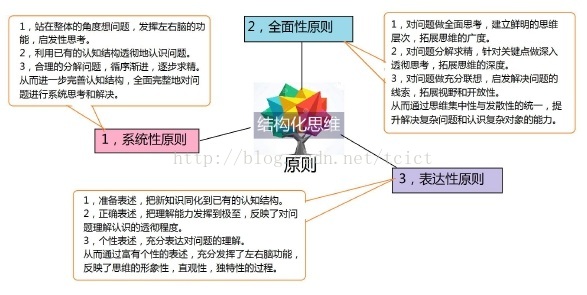 1，站在整体的角度想问题，发挥左右脑的功
能，启发性思考。
2，利用已有的认知结构透彻地认识问题。
3，合理的分解问题，循序渐进，逐步求精。
从而进一步完善认知结构，全面完整地对问
题进行系统思考和解决。
1，系统性原则
2，全面性原则
1，对问题做全面思考，建立鲜明的思维
层次，拓展思维的广度。
2，对问题分解求精，针对关键点做深入
透彻思考，拓展思维的深度。
3，对问题做充分联想，启发解决问题的
线索，拓展视野和开放性。
从而通过思维集中性与发散性的统一，提
升解决复杂问题和认识复杂对象的能力。
结构化思维
原则
http://blog.csdn.net/tcict
3，表达性原则
1，准备表述，把新知识同化到已有的认知结构。
2，正确表述，把理解能力发挥到极至，反映了对问
题理解认识的透彻程度。
3，个性表述，充分表达对问题的理解。
从而通过富有个性的表述，充分发挥了左右脑功能，
反映了思维的形象性，直观性，独特性的过程。